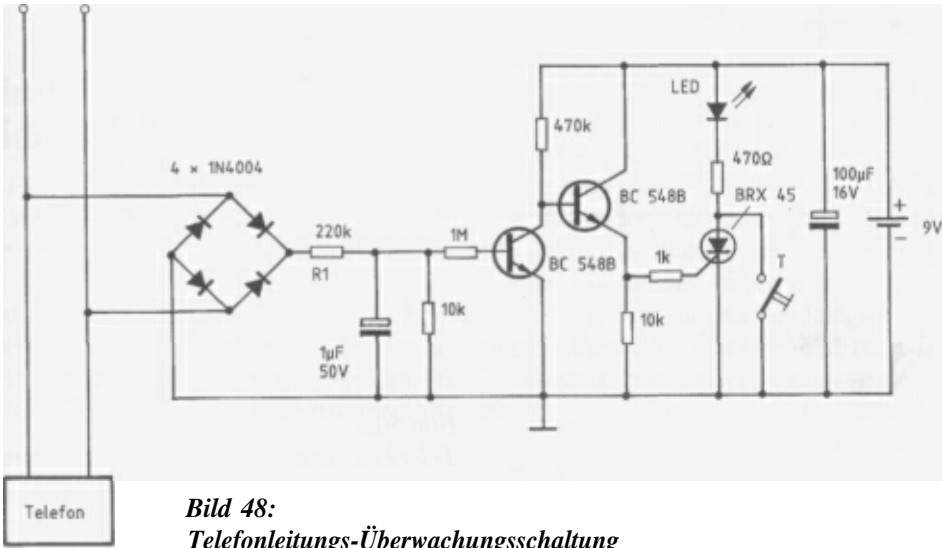 LED
470k
470Ω
4 × 1N4004
100µF
16V
BC 548B
BRX 45
+
9V
−
220k
1M
BC 548B
T
R1
1k
10k
10k
1µF
50V
Telefon
Bild 48:
Telefonleitungs-Überwachungsschaltung